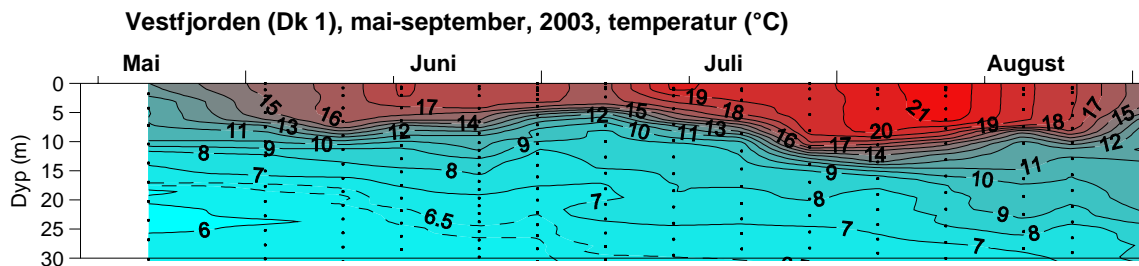 Vestfjorden (Dk 1), mai-september, 2003, temperatur (°C)
Mai Juni Juli August
0 15 16 17 19 18 21 20 19 18 17 15
5 11 13 10 12 14 12 15 10 11 13 16 17 14 12
10 8 9 9 11
15 7 8 9 10
20 6.5 7 8 9
25 6 7 7 8
30
Dyp (m)